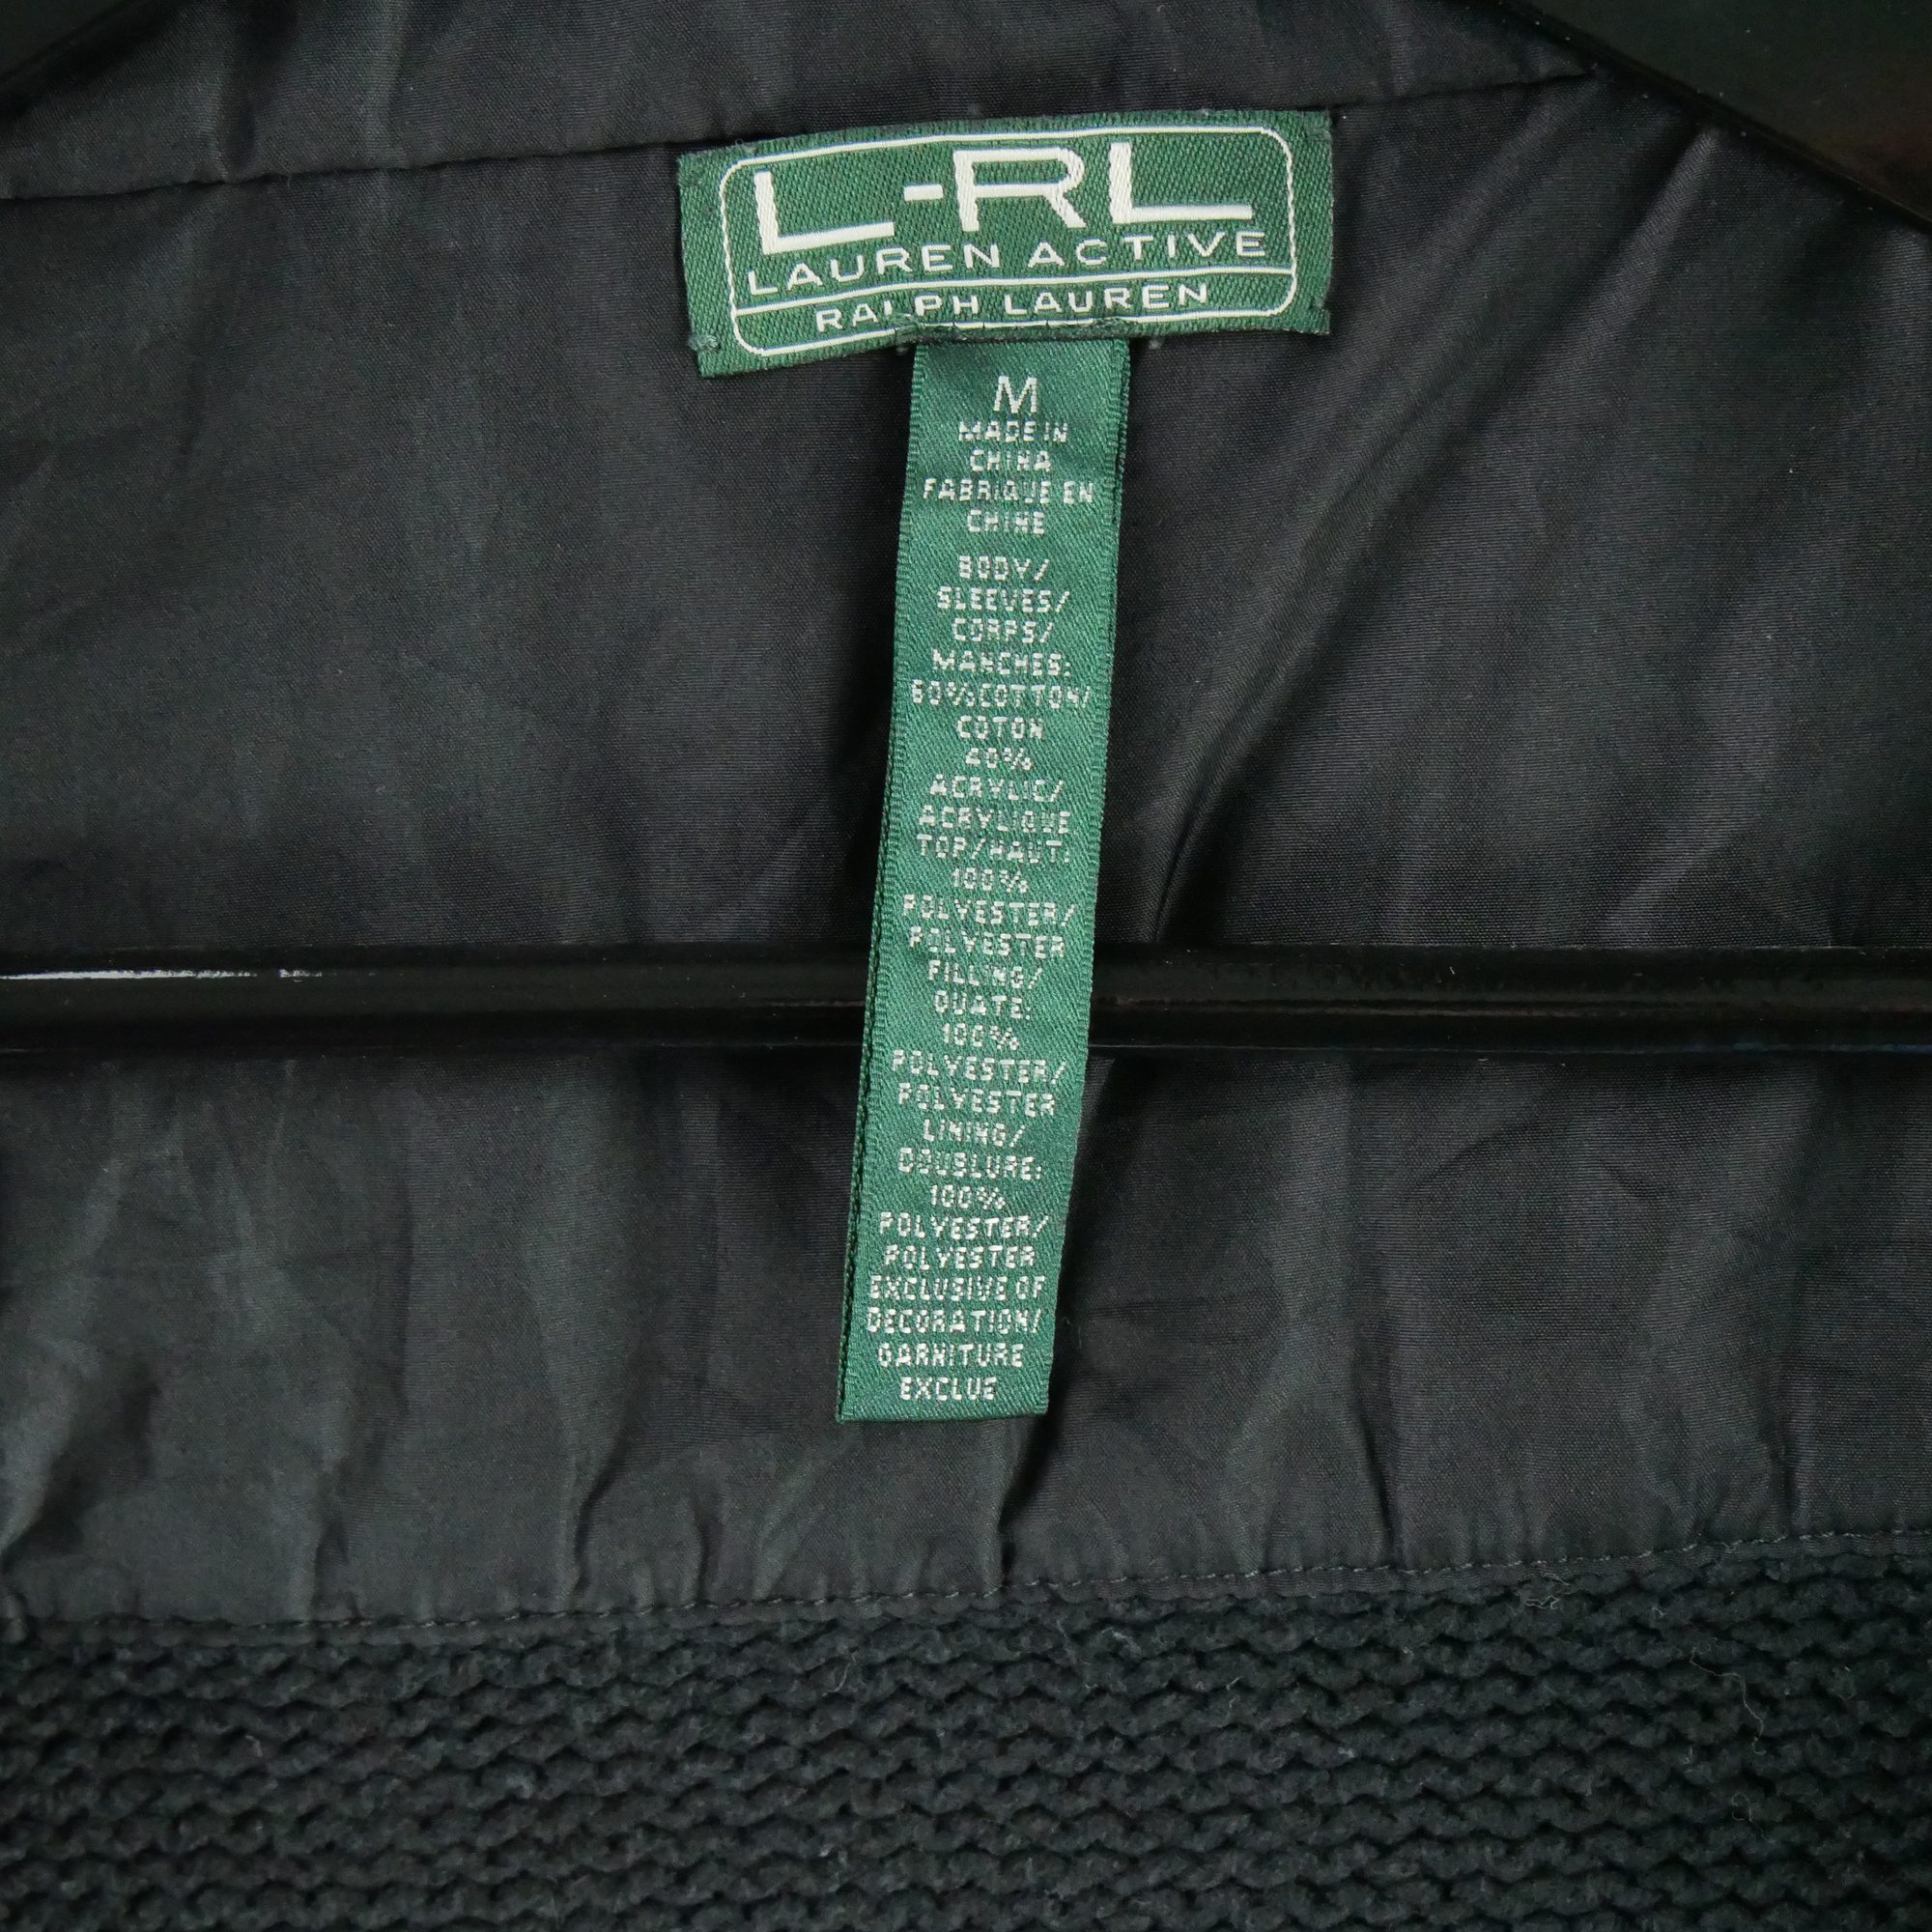 L-RL
LAUREN ACTIVE
RALPH LAUREN
M
MADE IN
CHINA
FABRIQUE EN
CHINE
BODY/
SLEEVES/
CORPS/
MANCHES:
60%COTTON/
COTON
40%
ACRYLIC/
ACRYLIQUE
TOP/HAUT:
100%
POLYESTER/
POLYESTER
FILLING/
OUATE:
100%
POLYESTER/
POLYESTER
LINING/
DOUBLURE:
100%
POLYESTER/
POLYESTER
EXCLUSIVE OF
DECORATION/
GARNITURE
EXCLUE